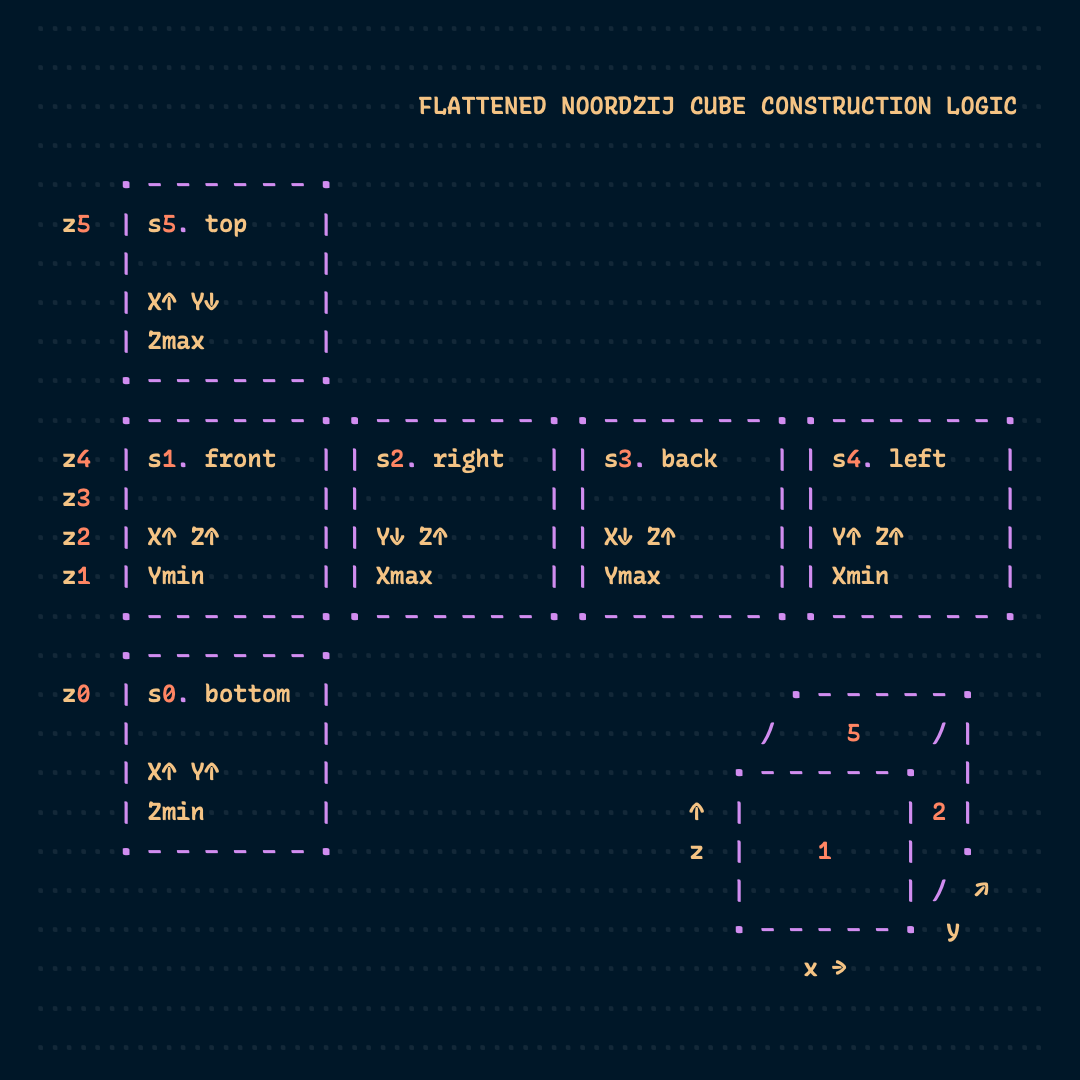 FLATTENED NOORDZIJ CUBE CONSTRUCTION LOGIC
z5 | s5. top |
X↑ Y↓
Zmax
z4 | s1. front | | s2. right | | s3. back | | s4. left |
z3
z2 | X↑ Z↑ | | Y↓ Z↑ | | X↓ Z↑ | | Y↑ Z↑ |
z1 | Ymin | | Xmax | | Ymax | | Xmin |
z0 | s0. bottom |
X↑ Y↑
Zmin
5
↑ 2
z 1
↗
y
x →